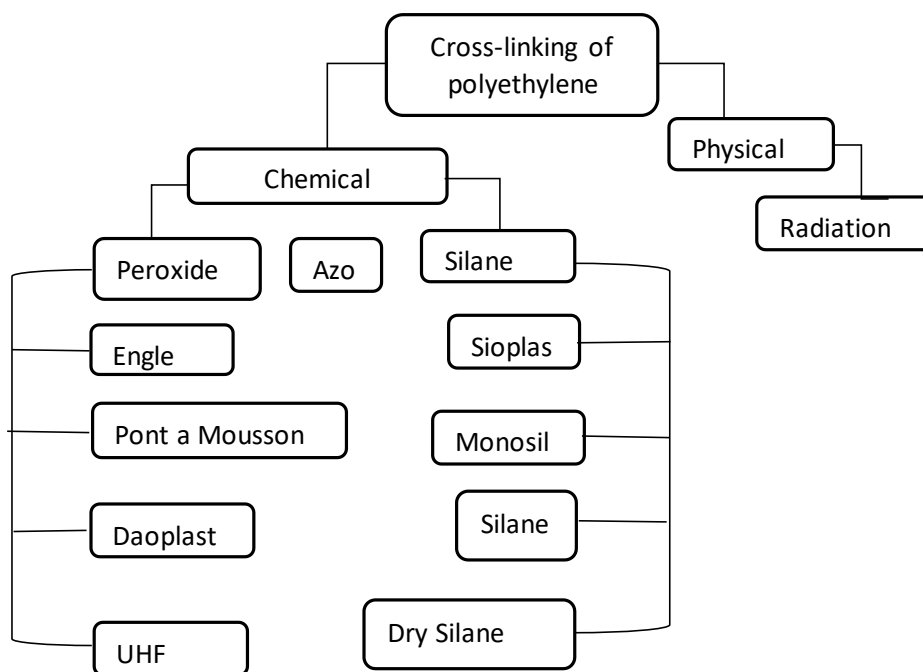 Cross-linking of
polyethylene
Physical
Chemical
Radiation
Peroxide
Azo
Silane
Engle
Sioplas
Pont a Mousson
Monosil
Daoplast
Silane
UHF
Dry Silane